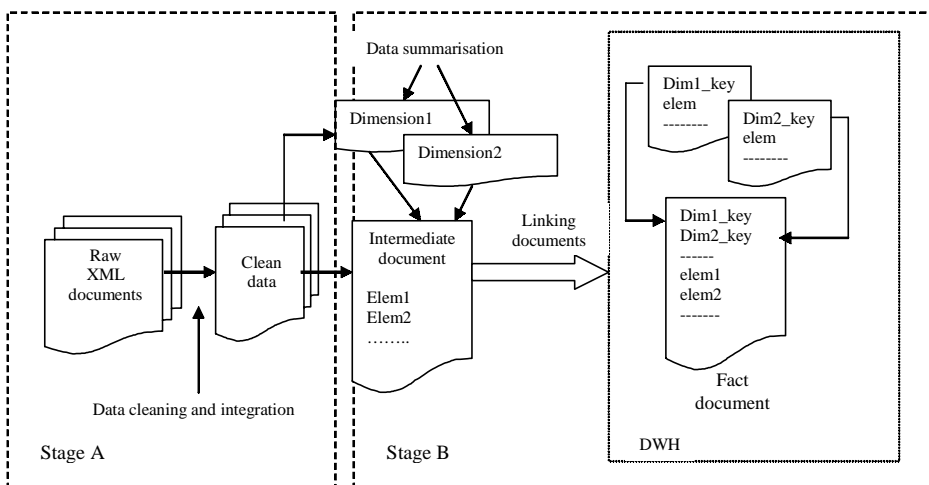 Data summarisation
Dimension1
Dimension2
Dim1_key
elem
--------
Dim2_key
elem
--------
Raw
XML
documents
Clean
data
Intermediate
document
Elem1
Elem2
……..
Linking
documents
Dim1_key
Dim2_key
------
elem1
elem2
-------
Fact
document
Data cleaning and integration
Stage A
Stage B
DWH